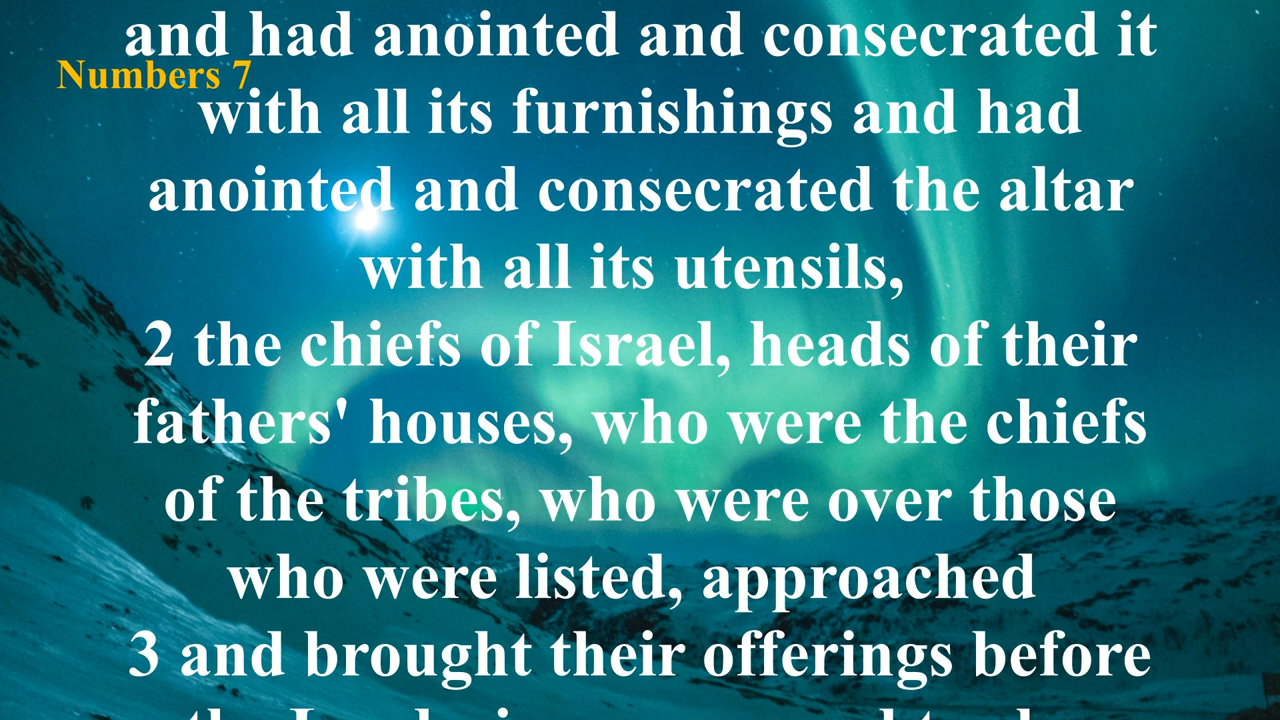 and had anointed and consecrated it
Numbers 7
with all its furnishings and had
anointed and consecrated the altar
with all its utensils,
2 the chiefs of Israel, heads of their
fathers' houses, who were the chiefs
of the tribes, who were over those
who were listed, approached
3 and brought their offerings before